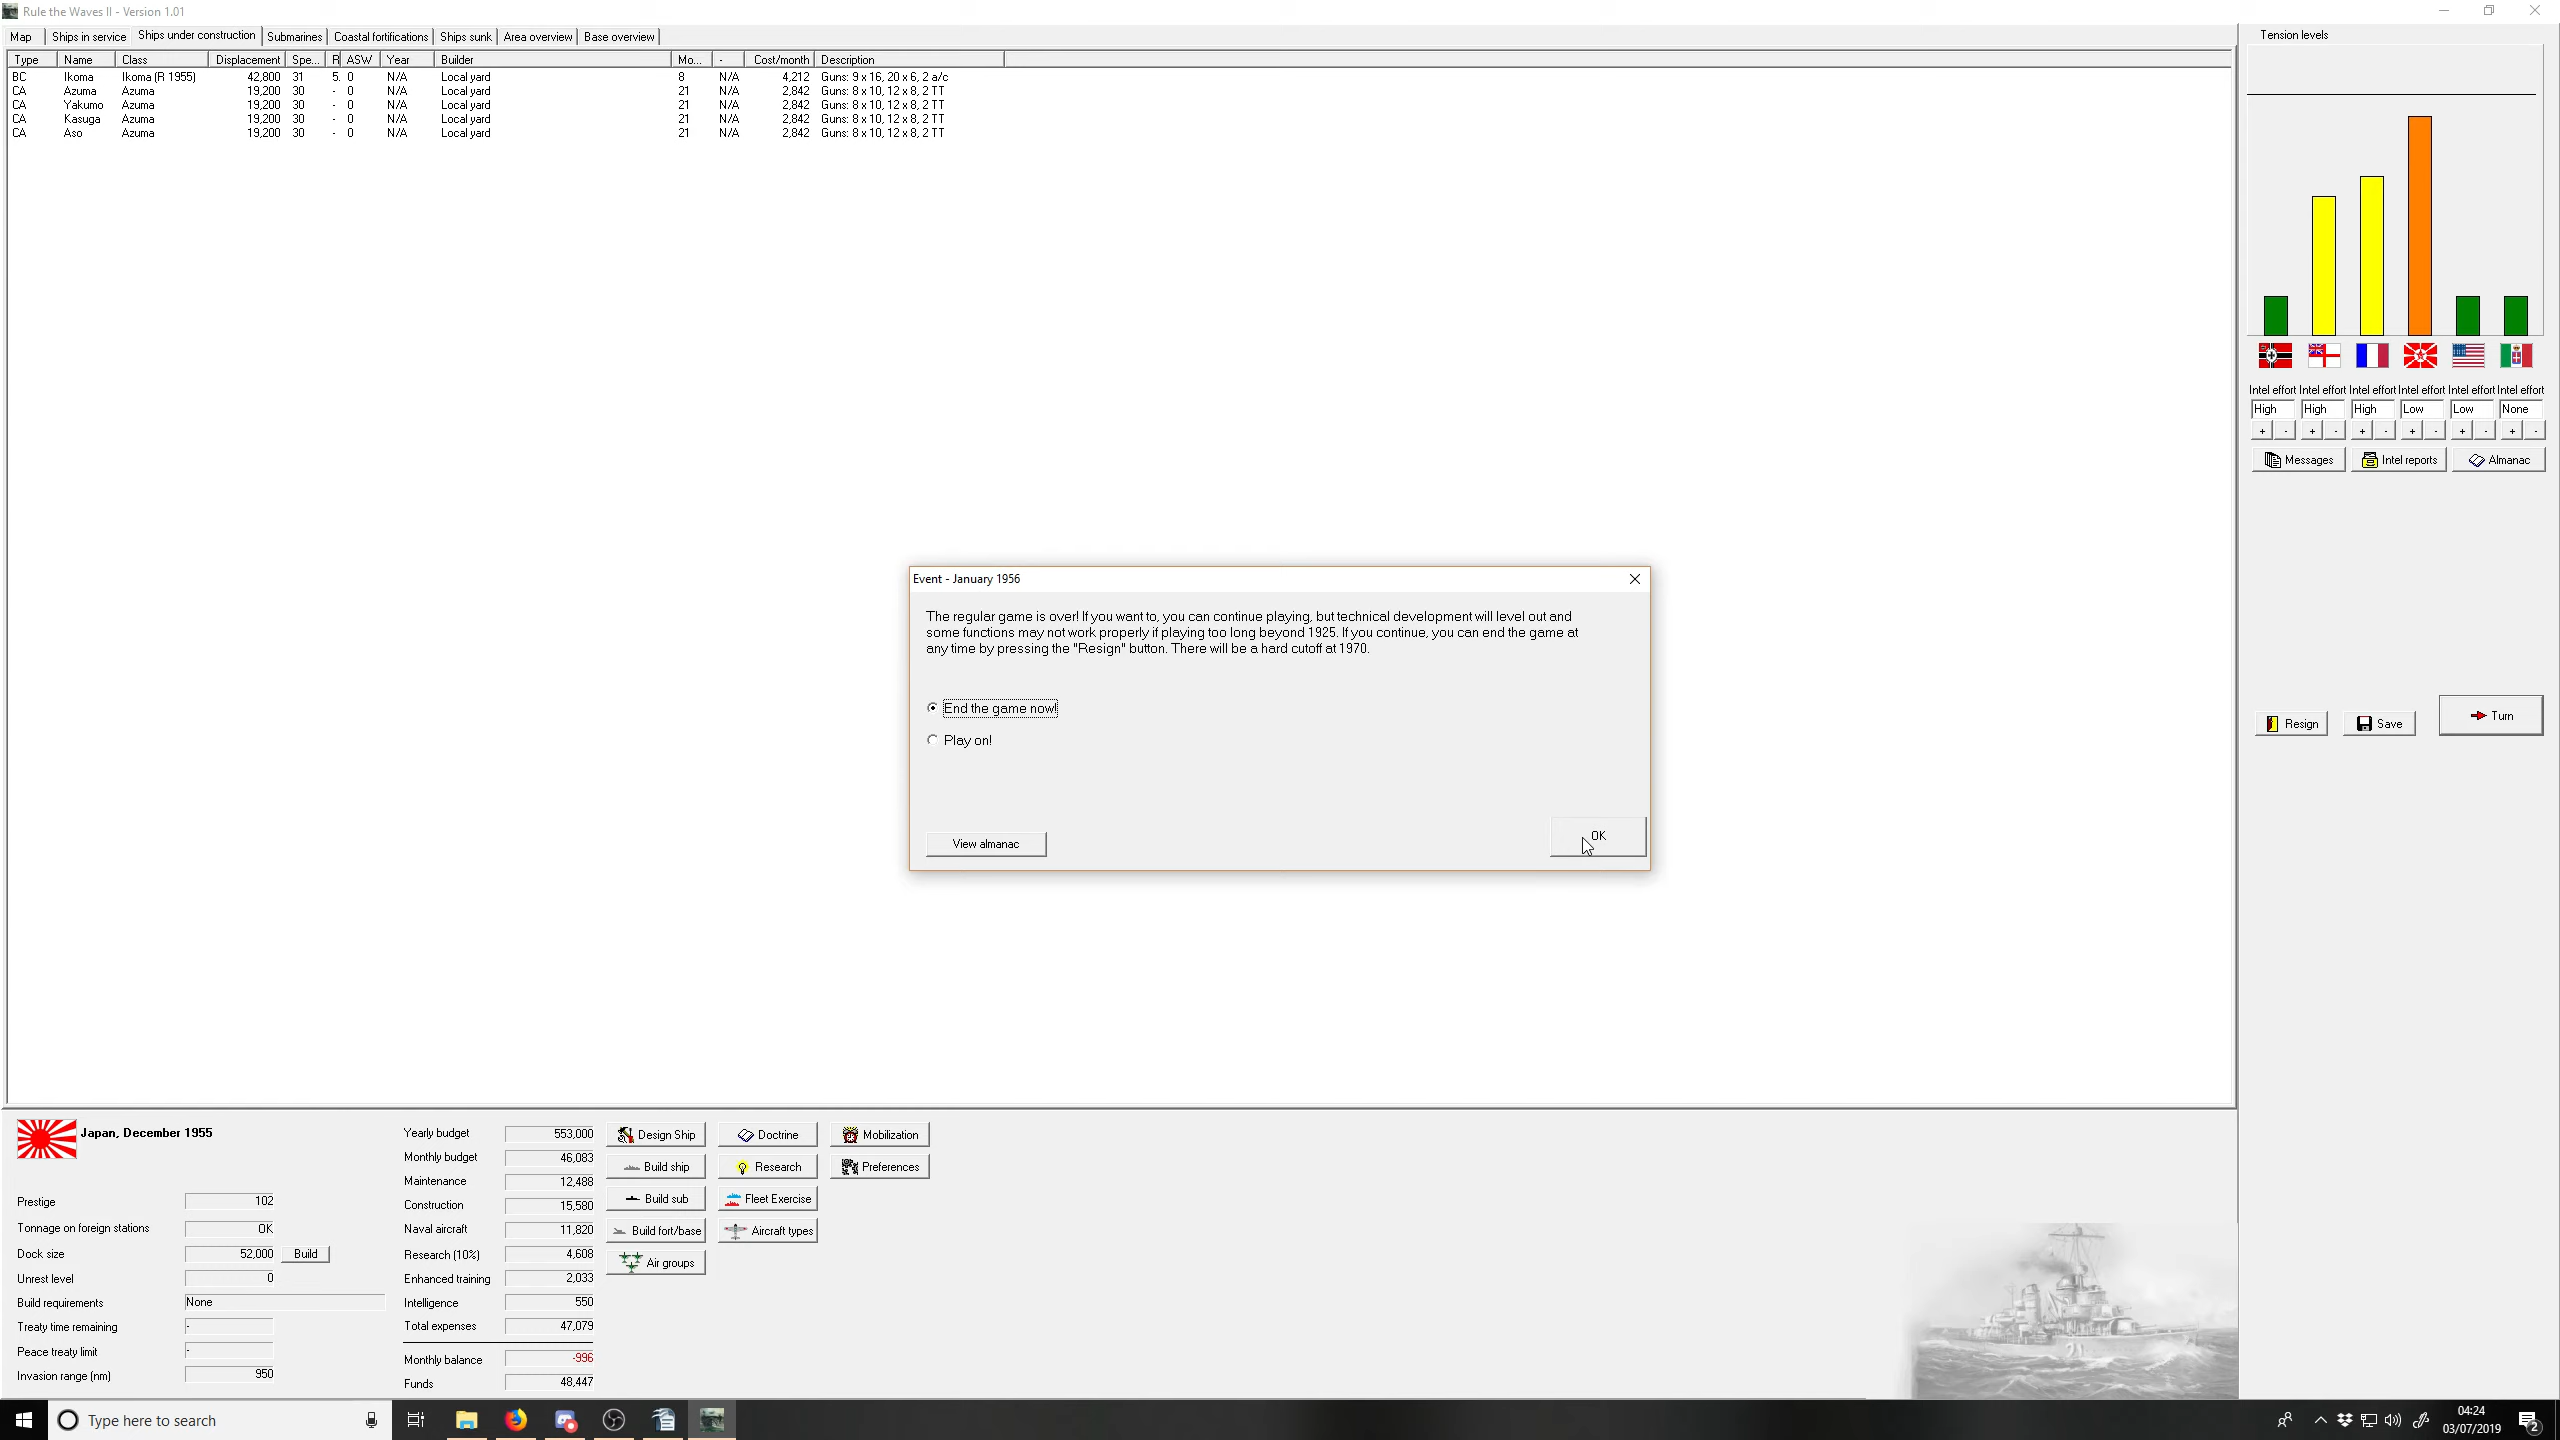 Rule the Waves II - Version 1.01
Map Ships in service Ships under construction Submarines Coastal fortifications Ships sunk Area overview Base overview
Type Name Class Displacement Spe... R ASW Year Builder Mo... - Cost/month Description
BC Ikoma Ikoma (R 1955) 42,800 31 5. 0 N/A Local yard 8 N/A 4,212 Guns: 9 x 16, 20 x 6, 2 a/c
CA Azuma Azuma 19,200 30 - 0 N/A Local yard 21 N/A 2,842 Guns: 8 x 10, 12 x 8, 2 TT
CA Yakumo Azuma 19,200 30 - 0 N/A Local yard 21 N/A 2,842 Guns: 8 x 10, 12 x 8, 2 TT
CA Kasuga Azuma 19,200 30 - 0 N/A Local yard 21 N/A 2,842 Guns: 8 x 10, 12 x 8, 2 TT
CA Aso Azuma 19,200 30 - 0 N/A Local yard 21 N/A 2,842 Guns: 8 x 10, 12 x 8, 2 TT
Tension levels
Intel effort Intel effort Intel effort Intel effort Intel effort Intel effort
High High High Low Low None
+ - + - + - + - + - + -
Messages Intel reports Almanac
Resign Save Turn
Event - January 1956
The regular game is over! If you want to, you can continue playing, but technical development will level out and
some functions may not work properly if playing too long beyond 1925. If you continue, you can end the game at
any time by pressing the "Resign" button. There will be a hard cutoff at 1970.
End the game now!
Play on!
View almanac
OK
Japan, December 1955
Prestige 102
Tonnage on foreign stations OK
Dock size 52,000 Build
Unrest level 0
Build requirements None
Treaty time remaining -
Peace treaty limit -
Invasion range (nm) 950
Yearly budget 553,000
Monthly budget 46,083
Maintenance 12,488
Construction 15,580
Naval aircraft 11,820
Research (10%) 4,608
Enhanced training 2,033
Intelligence 550
Total expenses 47,079
Monthly balance -996
Funds 48,447
Design Ship Doctrine Mobilization
Build ship Research Preferences
Build sub Fleet Exercise
Build fort/base Aircraft types
Air groups
Type here to search
04:24
03/07/2019
2